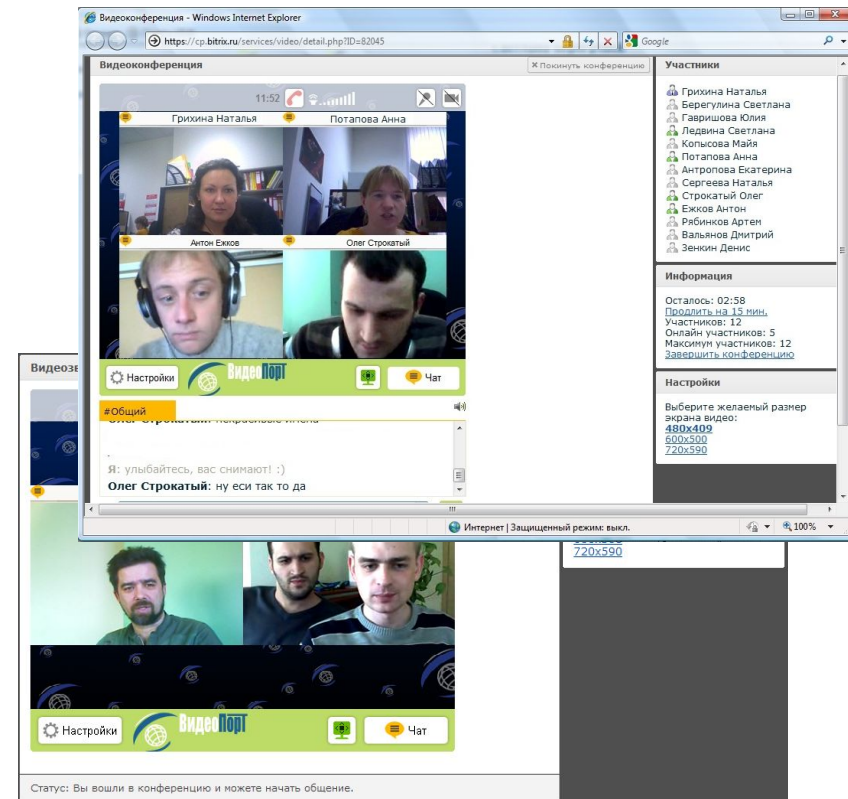 Видеоконференция - Windows Internet Explorer
https://cp.bitrix.ru/services/video/detail.php?ID=82045
Google
Видеоконференция
Покинуть конференцию
11:52
Грихина Наталья
Потапова Анна
Антон Ежков
Олег Строкатый
Настройки
ВидеоПорт
Чат
#Общий
Я: улыбайтесь, вас снимают! :)
Олег Строкатый: ну еси так то да
Участники
Грихина Наталья
Берегулина Светлана
Гавришова Юлия
Ледвина Светлана
Копысова Майя
Потапова Анна
Антропова Екатерина
Сергеева Наталья
Строкатый Олег
Ежков Антон
Рябинков Артем
Вальянов Дмитрий
Зенкин Денис
Информация
Осталось: 02:58
Продлить на 15 мин.
Участников: 12
Онлайн участников: 5
Максимум участников: 12
Завершить конференцию
Настройки
Выберите желаемый размер
экрана видео:
480x409
600x500
720x590
Интернет | Защищенный режим: выкл.
100%
720x590
Настройки
ВидеоПорт
Чат
Статус: Вы вошли в конференцию и можете начать общение.